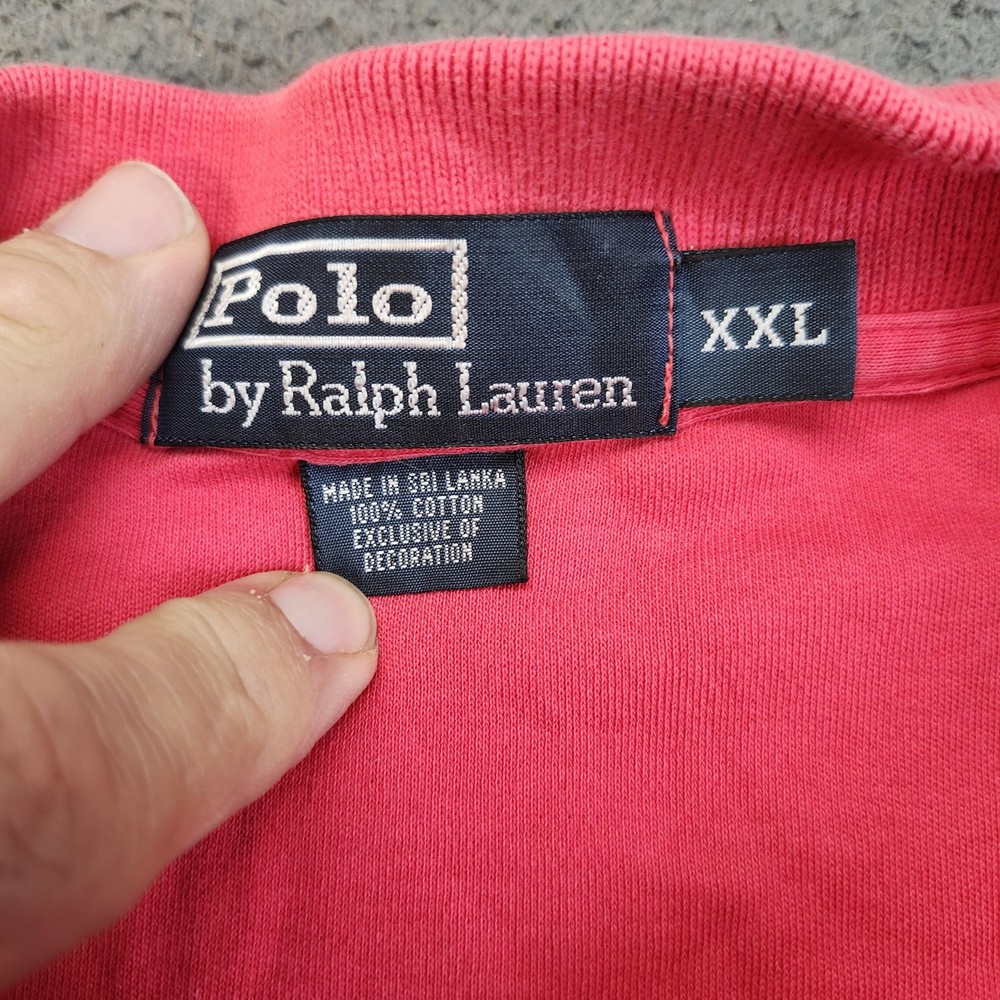 Polo
by Ralph Lauren
XXL
MADE IN SRI LANKA
100% COTTON
EXCLUSIVE OF
DECORATION